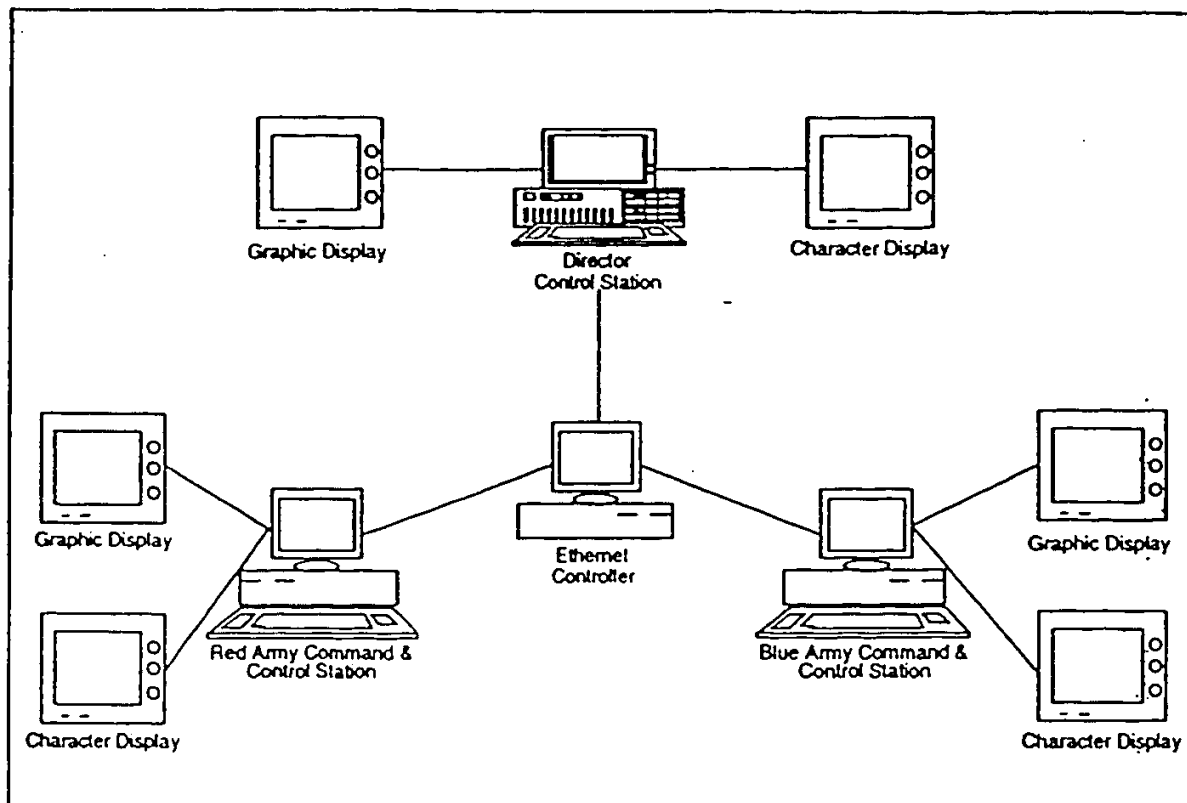 Graphic Display
Director
Control Station
Character Display
Graphic Display
Ethernet
Controller
Graphic Display
Red Army Command &
Control Station
Blue Army Command &
Control Station
Character Display
Character Display